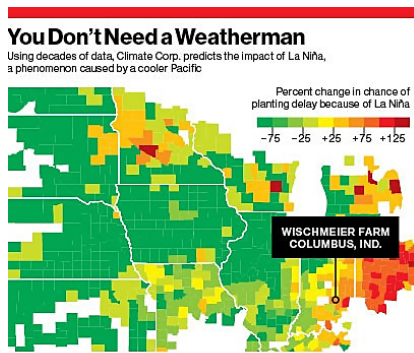 You Don't Need a Weatherman
Using decades of data, Climate Corp. predicts the impact of La Niña,
a phenomenon caused by a cooler Pacific
Percent change in chance of
planting delay because of La Niña
−75 −25 +25 +75 +125
WISCHMEIER FARM
COLUMBUS, IND.